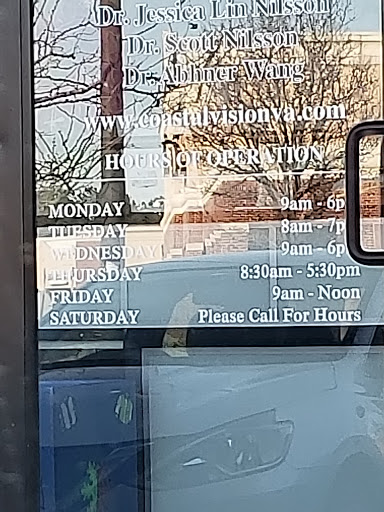 Dr. Jessica Lin Nilsson
Dr. Scott Nilsson
Dr. Abhner Wang
www.coastalvisionva.com
HOURS OF OPERATION
MONDAY 9am - 6p
TUESDAY 8am - 7p
WEDNESDAY 9am - 6p
THURSDAY 8:30am - 5:30pm
FRIDAY 9am - Noon
SATURDAY Please Call For Hours